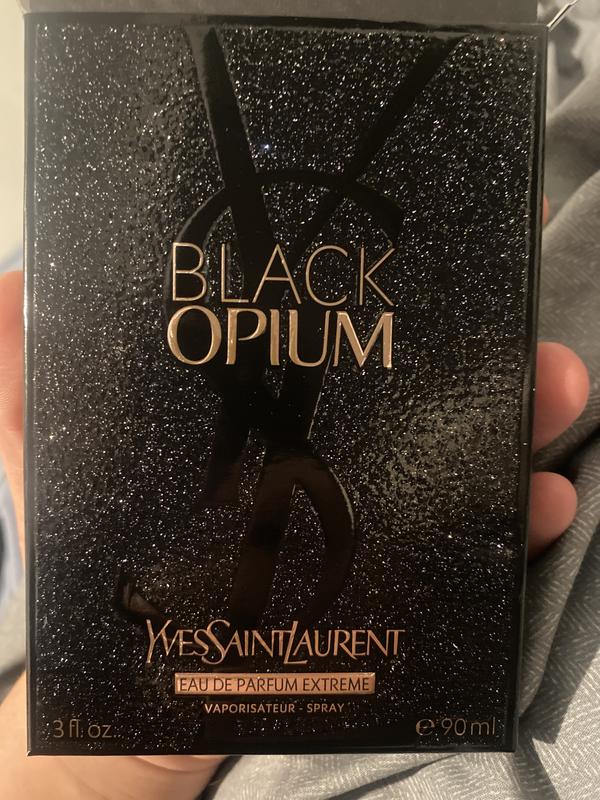 BLACK
OPIUM
YVESSAINTLAURENT
EAU DE PARFUM EXTREME
VAPORISATEUR - SPRAY
3 fl. oz. ℮ 90 ml